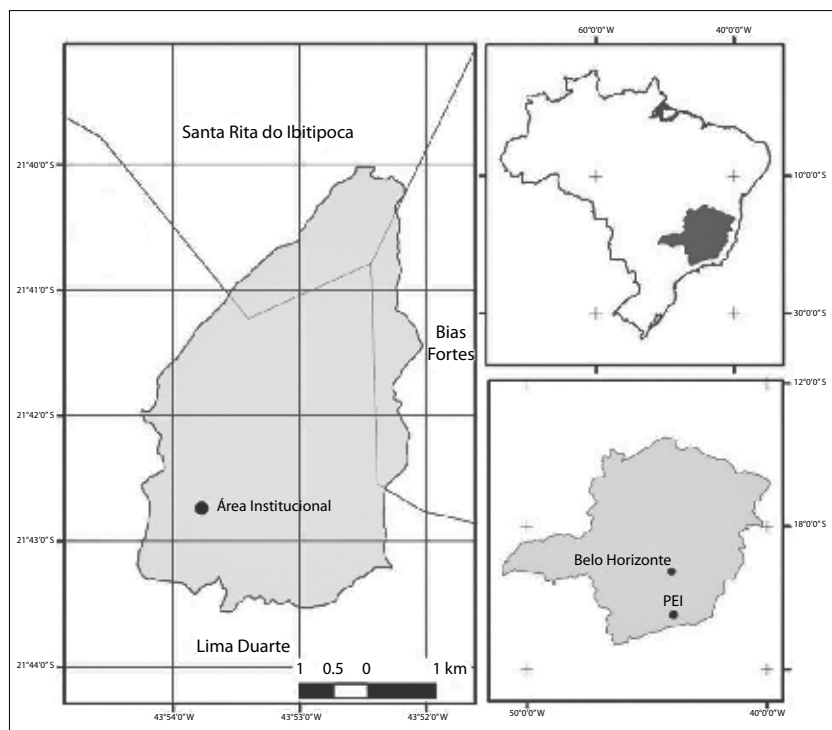 Santa Rita do Ibitipoca
21°40'0"S
21°41'0"S
Bias
Fortes
21°42'0"S
Área Institucional
21°43'0"S
Lima Duarte
21°44'0"S
1 0.5 0 1 km
43°54'0"W 43°53'0"W 43°52'0"W
60°0'0"W 40°0'0"W
10°0'0"S
30°0'0"S
12°0'0"S
18°0'0"S
Belo Horizonte
PEI
50°0'0"W 40°0'0"W